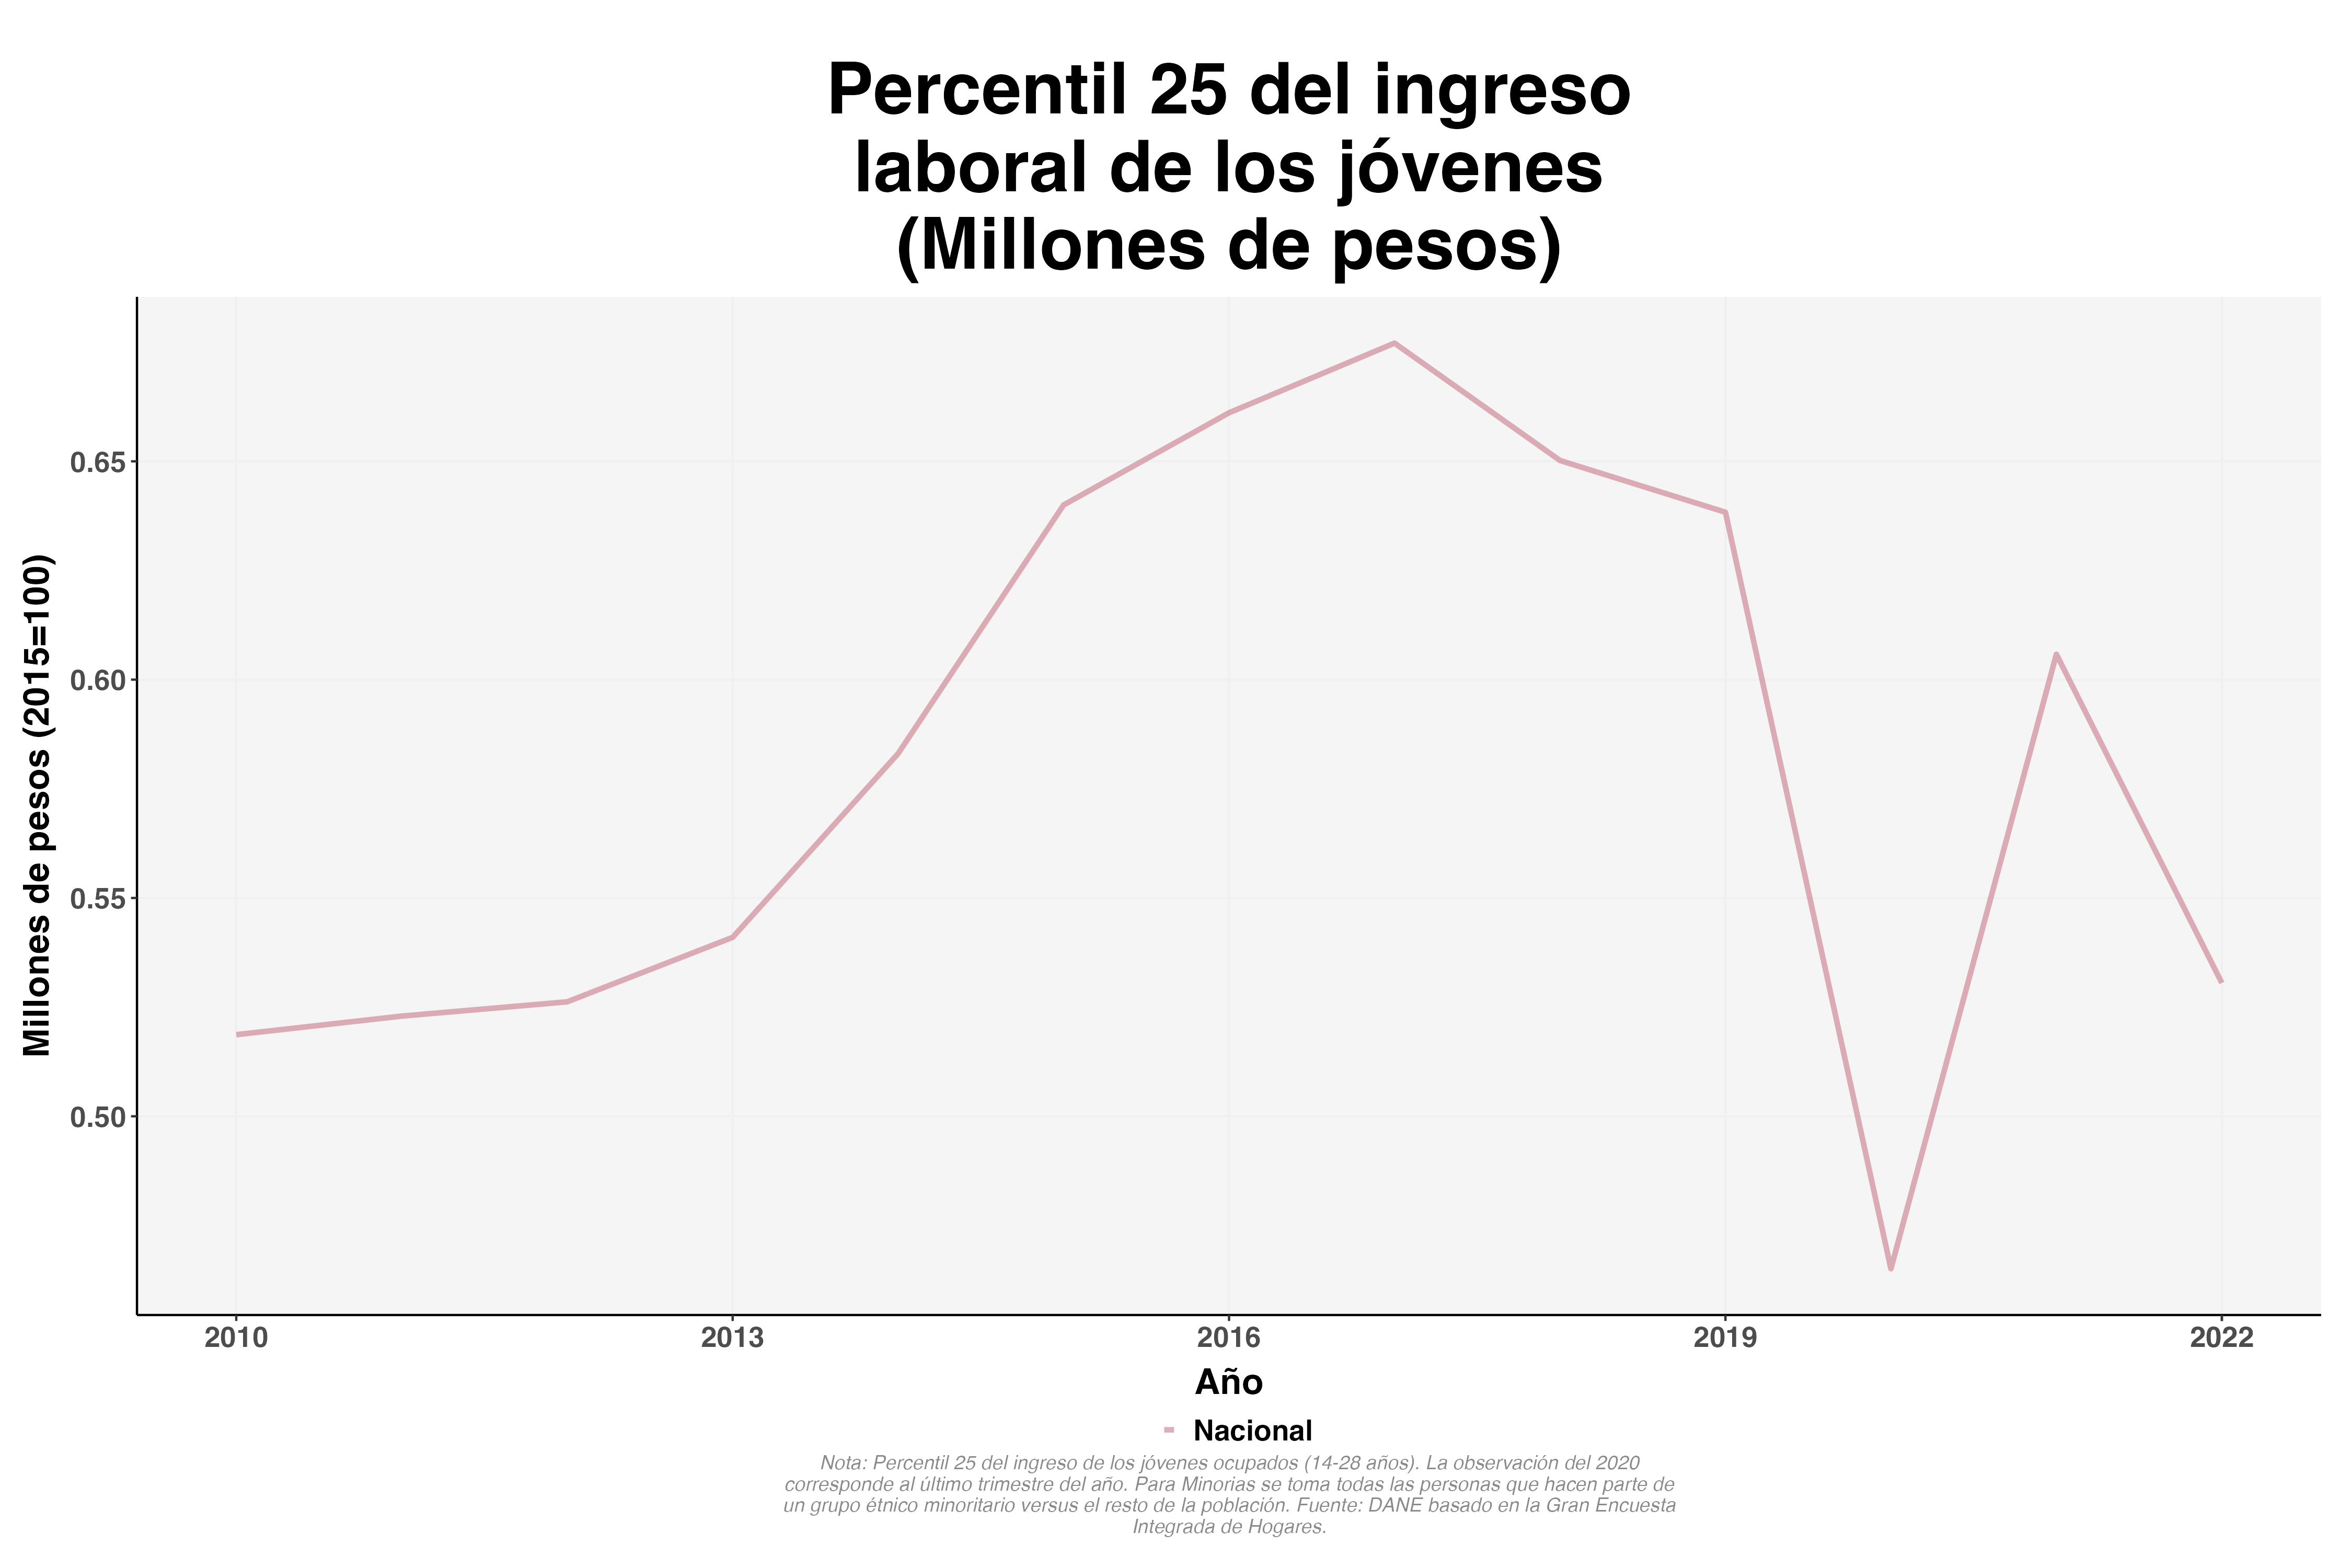 Percentil 25 del ingreso
laboral de los jóvenes
(Millones de pesos)
Millones de pesos (2015=100)
0.65
0.60
0.55
0.50
2010
2013
2016
2019
2022
Año
Nacional
Nota: Percentil 25 del ingreso de los jóvenes ocupados (14-28 años). La observación del 2020
corresponde al último trimestre del año. Para Minorias se toma todas las personas que hacen parte de
un grupo étnico minoritario versus el resto de la población. Fuente: DANE basado en la Gran Encuesta
Integrada de Hogares.